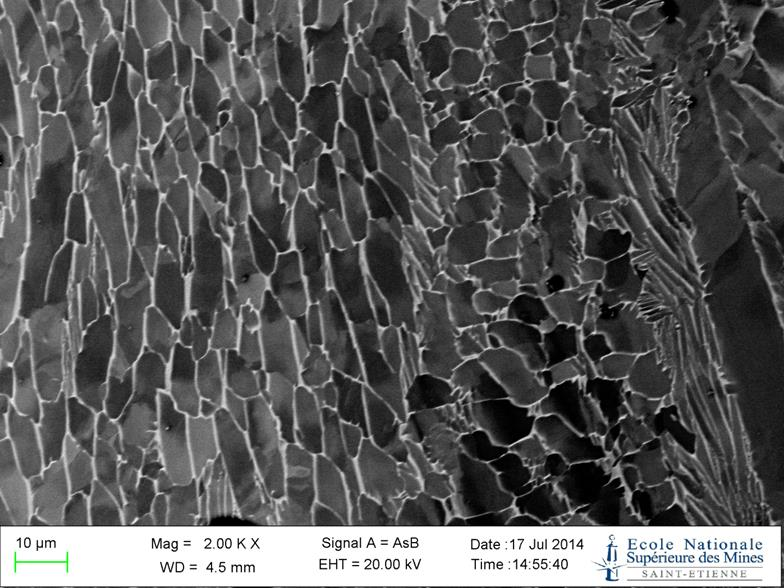 10 µm
Mag = 2.00 K X
WD = 4.5 mm
Signal A = AsB
EHT = 20.00 kV
Date :17 Jul 2014
Time :14:55:40
Ecole Nationale
Supérieure des Mines
SAINT-ETIENNE